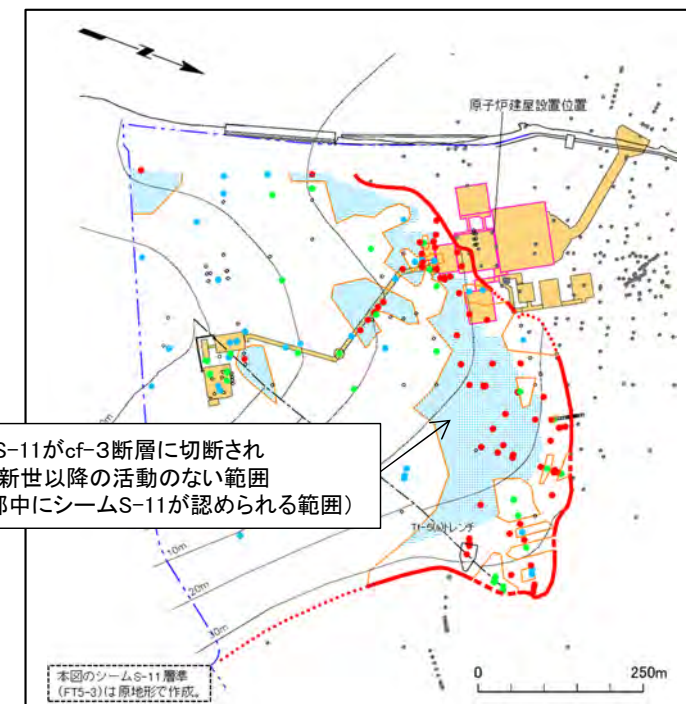 原子炉建屋設置位置
S-11がcf-3断層に切断され
新世以降の活動のない範囲
部中にシームS-11が認められる範囲）
Tf-5(b)トレンチ
10m
20m
30m
本図のシームS-11層準
(FT5-3)は原地形で作成。
0 250m